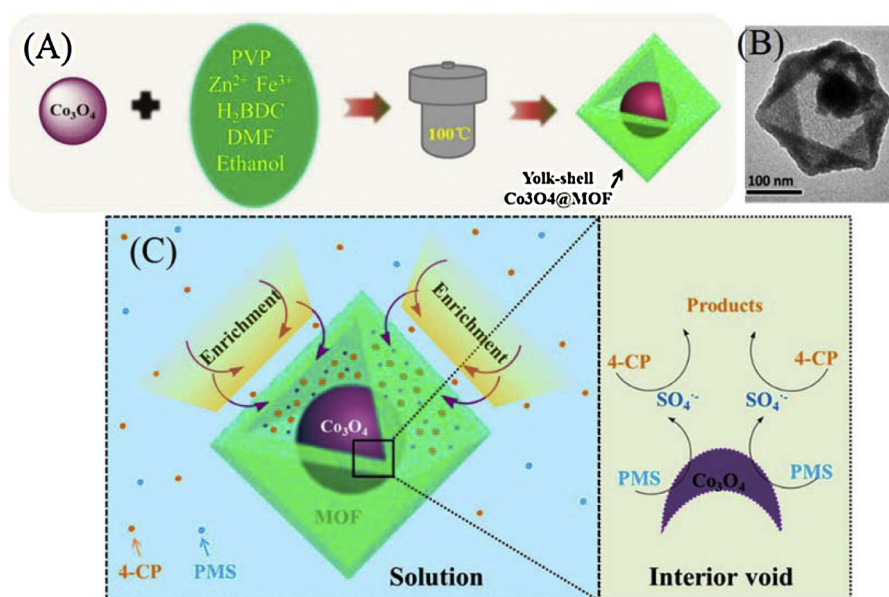 (A)
Co₃O₄
PVP
Zn²⁺ Fe³⁺
H₂BDC
DMF
Ethanol
100℃
Yolk-shell
Co3O4@MOF
(B)
100 nm
(C)
Enrichment
Enrichment
Co₃O₄
MOF
4-CP
PMS
Solution
Products
4-CP
4-CP
SO₄·-
SO₄·-
PMS
Co₃O₄
PMS
Interior void